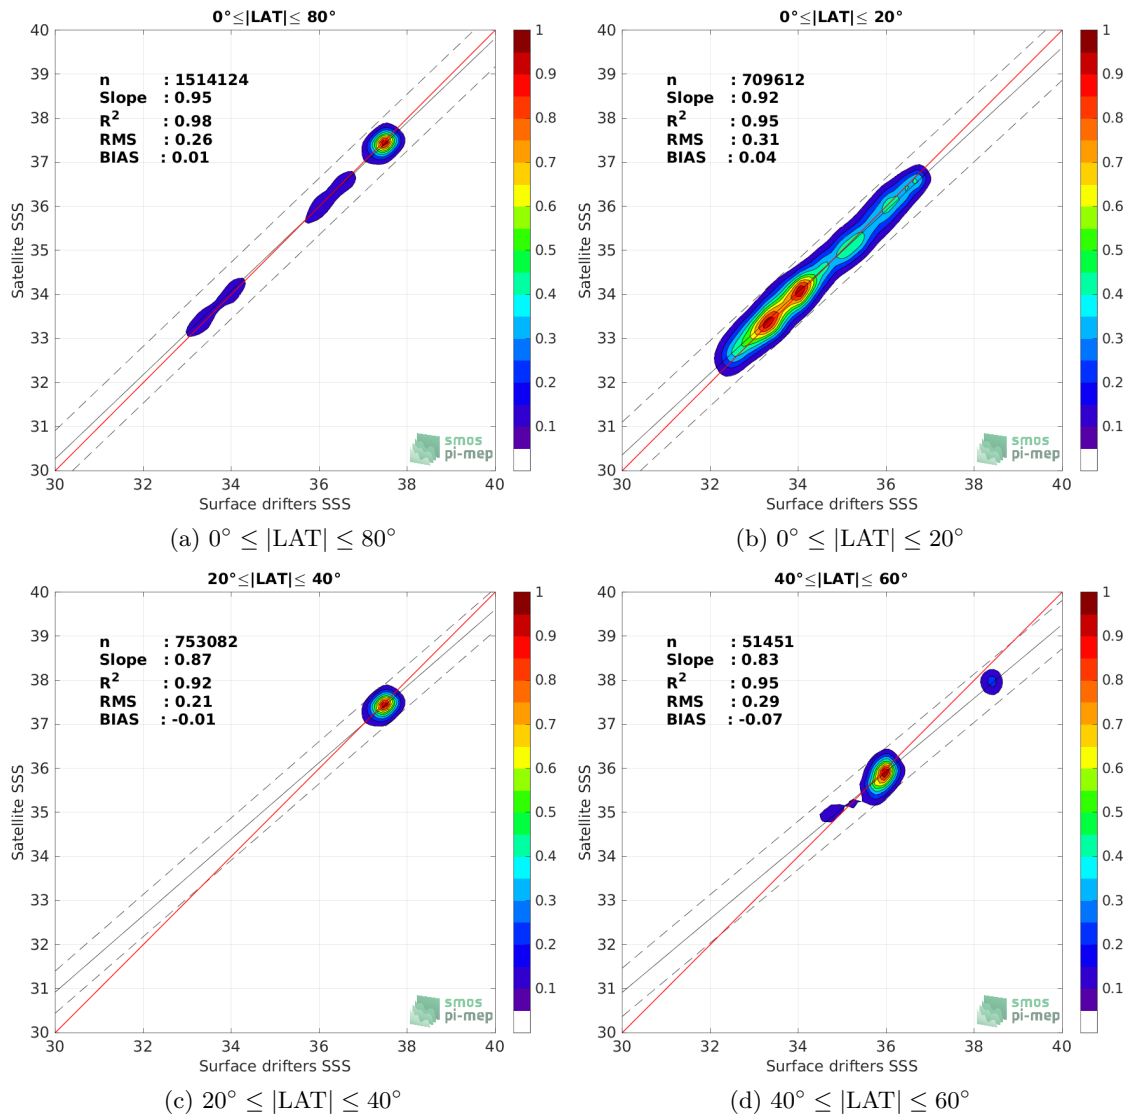 0°≤|LAT|≤ 80°
40
39
38
37
36
35
34
33
32
31
30
30
32
34
36
38
40
Satellite SSS
Surface drifters SSS
n : 1514124
Slope : 0.95
R² : 0.98
RMS : 0.26
BIAS : 0.01
1
0.9
0.8
0.7
0.6
0.5
0.4
0.3
0.2
0.1
smos
pi-mep
(a) 0° ≤ |LAT| ≤ 80°
0°≤|LAT|≤ 20°
40
39
38
37
36
35
34
33
32
31
30
30
32
34
36
38
40
Satellite SSS
Surface drifters SSS
n : 709612
Slope : 0.92
R² : 0.95
RMS : 0.31
BIAS : 0.04
1
0.9
0.8
0.7
0.6
0.5
0.4
0.3
0.2
0.1
smos
pi-mep
(b) 0° ≤ |LAT| ≤ 20°
20°≤|LAT|≤ 40°
40
39
38
37
36
35
34
33
32
31
30
30
32
34
36
38
40
Satellite SSS
Surface drifters SSS
n : 753082
Slope : 0.87
R² : 0.92
RMS : 0.21
BIAS : -0.01
1
0.9
0.8
0.7
0.6
0.5
0.4
0.3
0.2
0.1
smos
pi-mep
(c) 20° ≤ |LAT| ≤ 40°
40°≤|LAT|≤ 60°
40
39
38
37
36
35
34
33
32
31
30
30
32
34
36
38
40
Satellite SSS
Surface drifters SSS
n : 51451
Slope : 0.83
R² : 0.95
RMS : 0.29
BIAS : -0.07
1
0.9
0.8
0.7
0.6
0.5
0.4
0.3
0.2
0.1
smos
pi-mep
(d) 40° ≤ |LAT| ≤ 60°